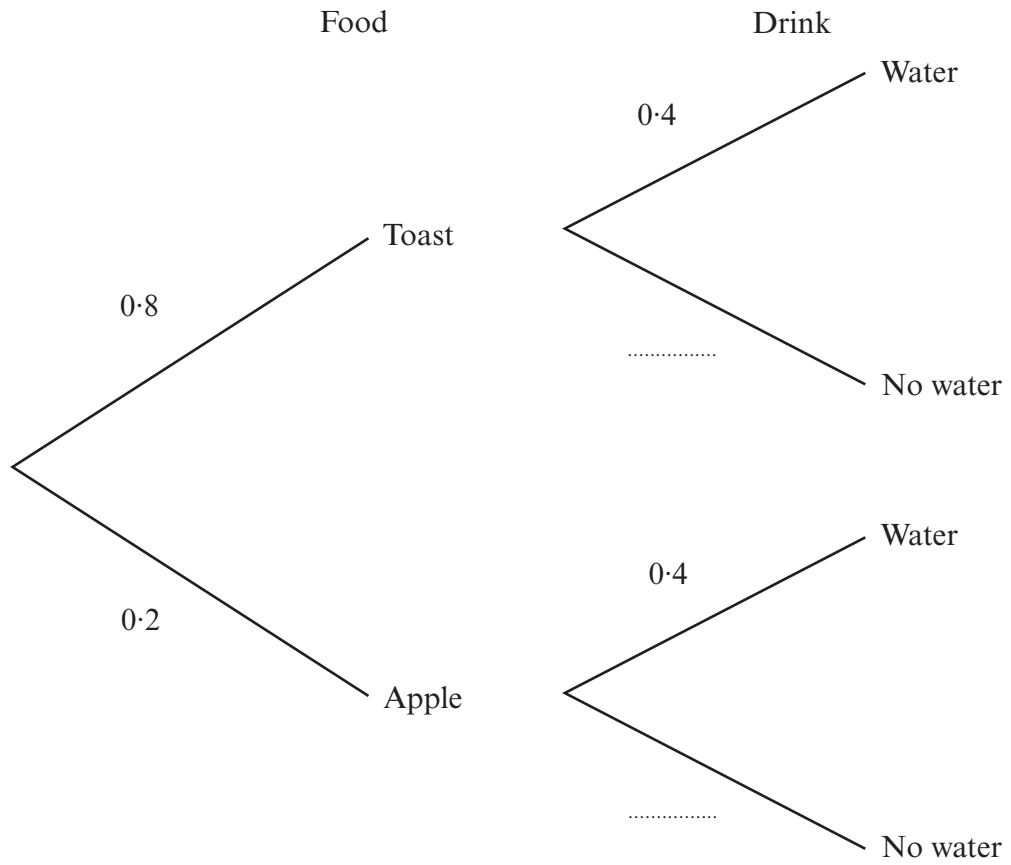 Food Drink
Water
0·4
Toast
0·8
................
No water
Water
0·4
0·2
Apple
................
No water